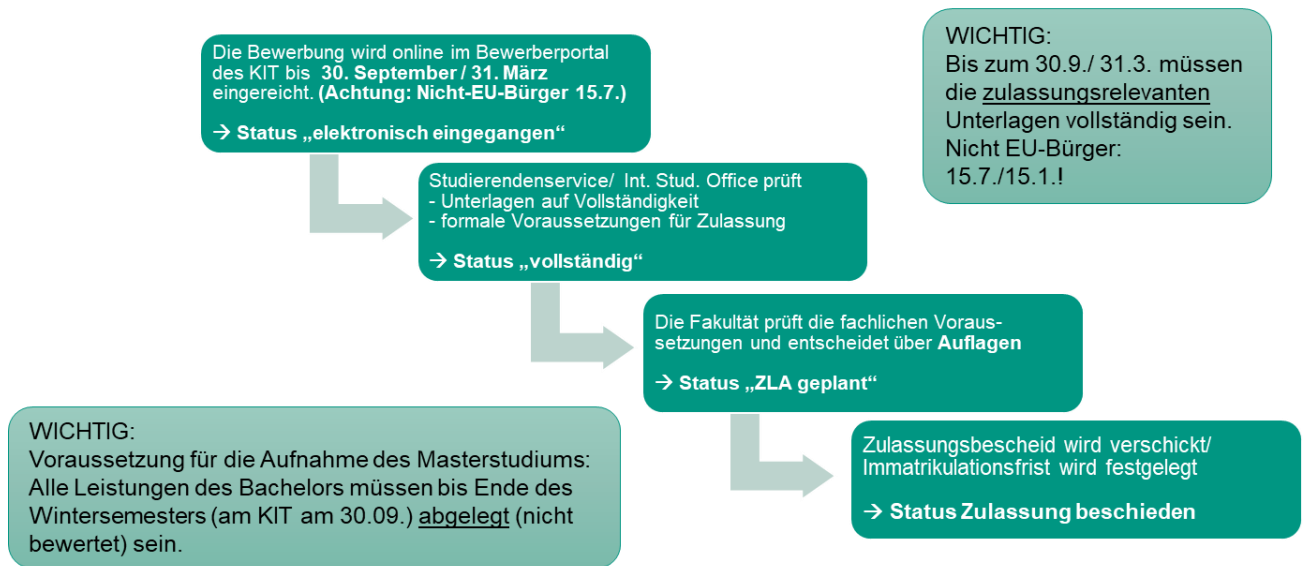 Die Bewerbung wird online im Bewerberportal
des KIT bis 30. September / 31. März
eingereicht. (Achtung: Nicht-EU-Bürger 15.7.)
→ Status „elektronisch eingegangen“
WICHTIG:
Bis zum 30.9./ 31.3. müssen
die zulassungsrelevanten
Unterlagen vollständig sein.
Nicht EU-Bürger:
15.7./15.1.!
Studierendenservice/ Int. Stud. Office prüft
- Unterlagen auf Vollständigkeit
- formale Voraussetzungen für Zulassung
→ Status „vollständig“
Die Fakultät prüft die fachlichen Voraus-
setzungen und entscheidet über Auflagen
→ Status „ZLA geplant“
WICHTIG:
Voraussetzung für die Aufnahme des Masterstudiums:
Alle Leistungen des Bachelors müssen bis Ende des
Wintersemesters (am KIT am 30.09.) abgelegt (nicht
bewertet) sein.
Zulassungsbescheid wird verschickt/
Immatrikulationsfrist wird festgelegt
→ Status Zulassung beschieden